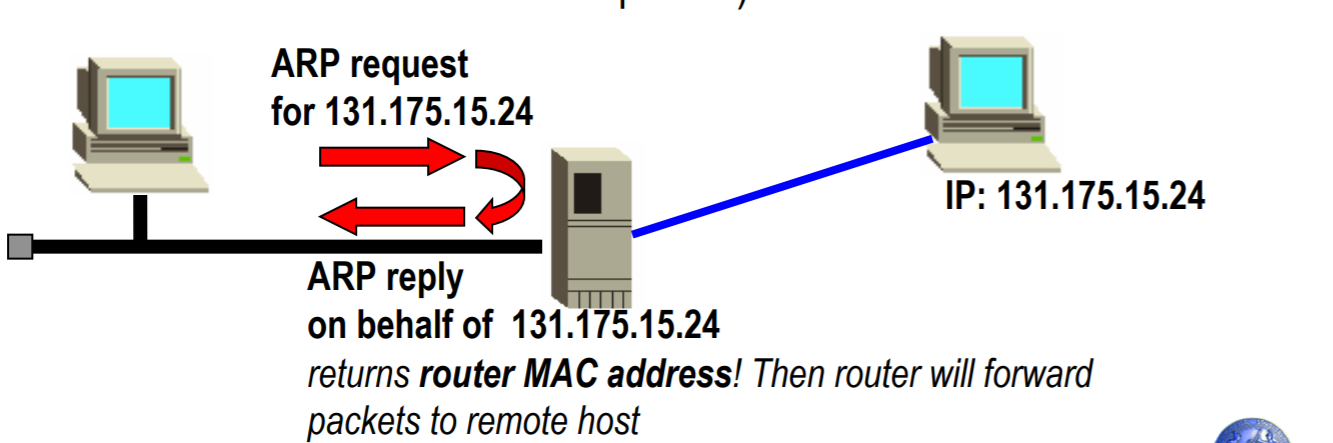 ARP request
for 131.175.15.24
IP: 131.175.15.24
ARP reply
on behalf of 131.175.15.24
returns router MAC address! Then router will forward
packets to remote host